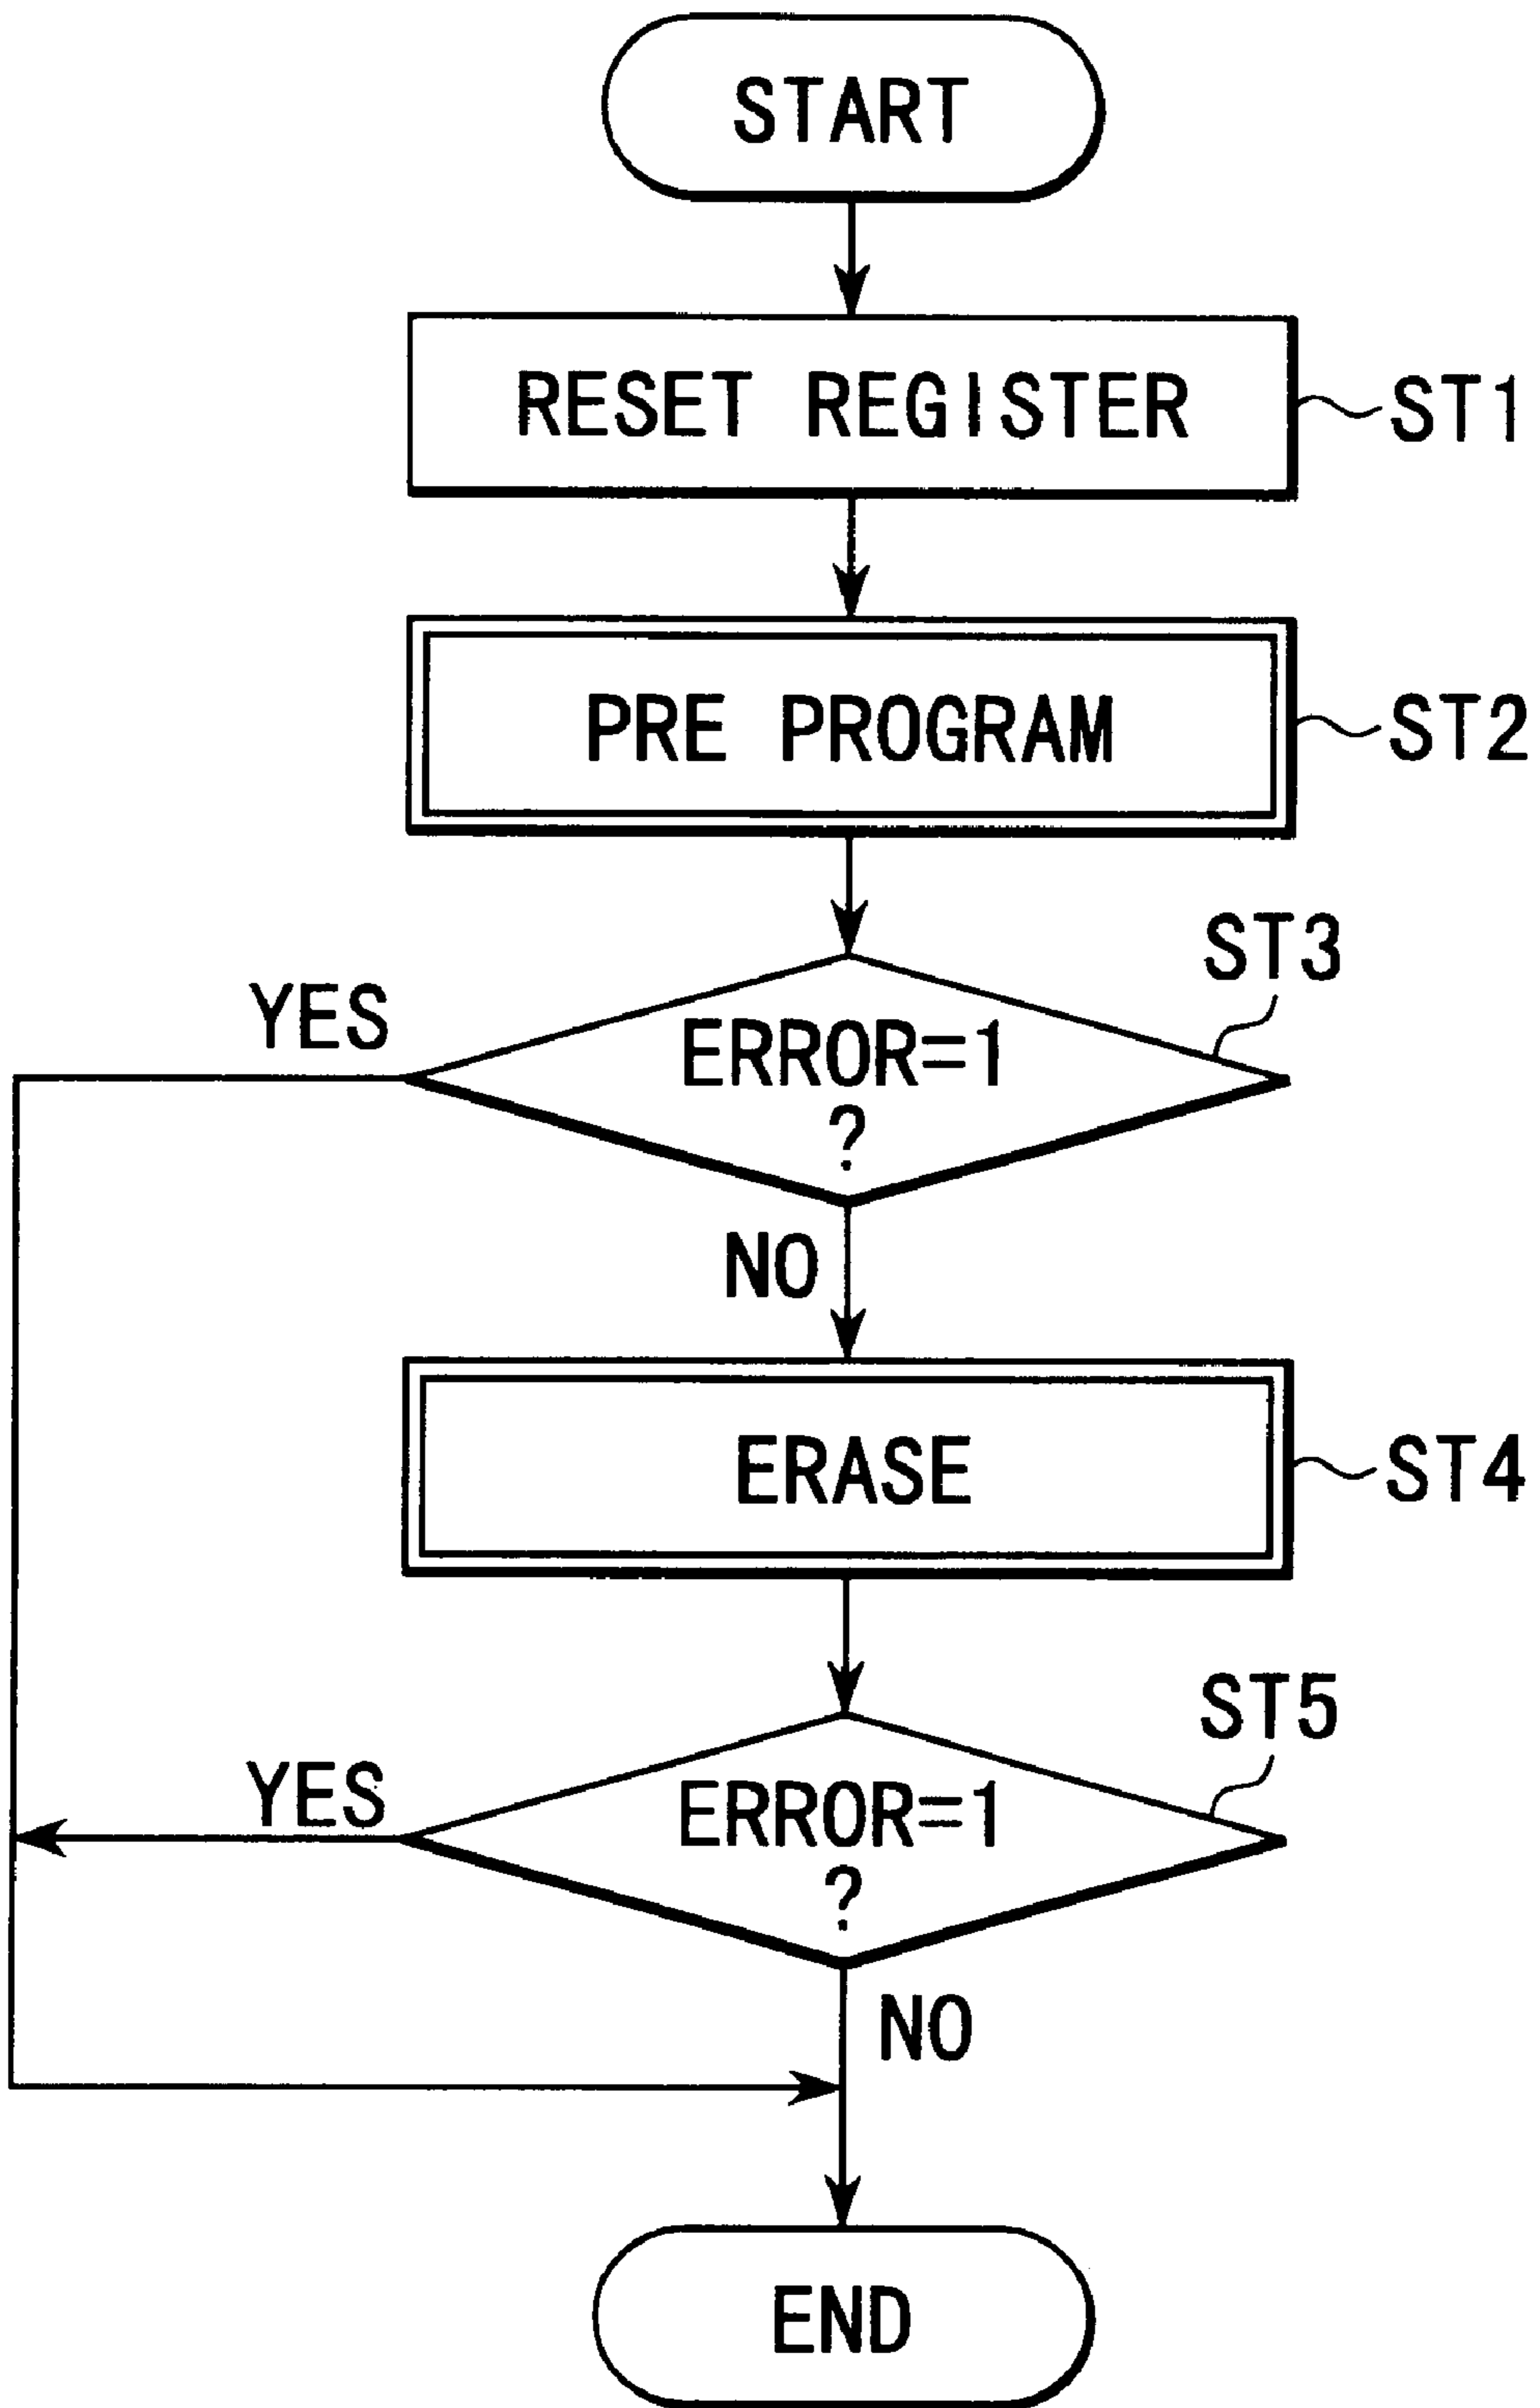 START
RESET REGISTER
ST1
PRE PROGRAM
ST2
ST3
YES
ERROR=1
?
NO
ERASE
ST4
ST5
YES
ERROR=1
?
NO
END